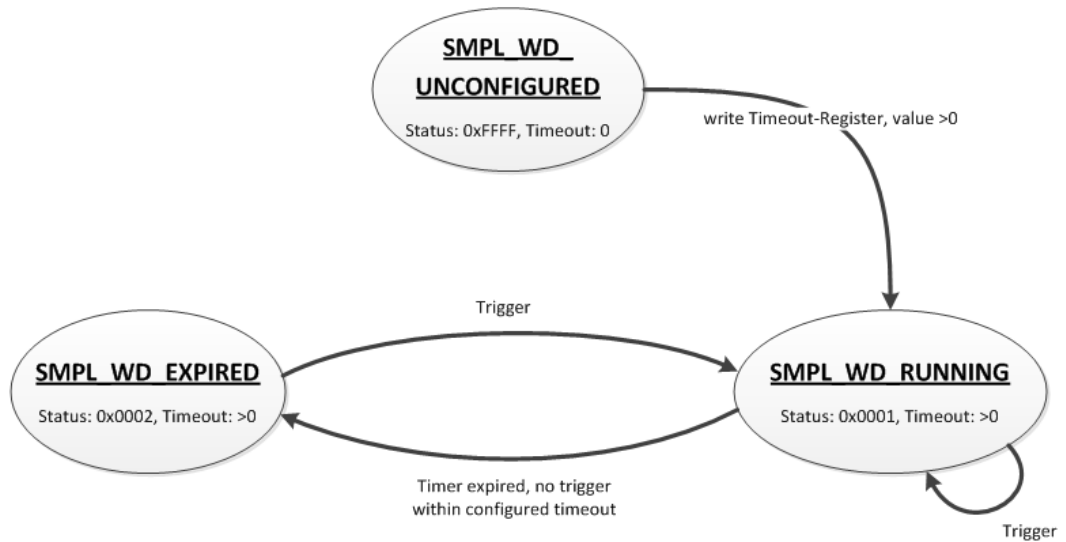 SMPL_WD_
UNCONFIGURED
Status: 0xFFFF, Timeout: 0
write Timeout-Register, value >0
Trigger
SMPL_WD_EXPIRED
Status: 0x0002, Timeout: >0
SMPL_WD_RUNNING
Status: 0x0001, Timeout: >0
Timer expired, no trigger
within configured timeout
Trigger